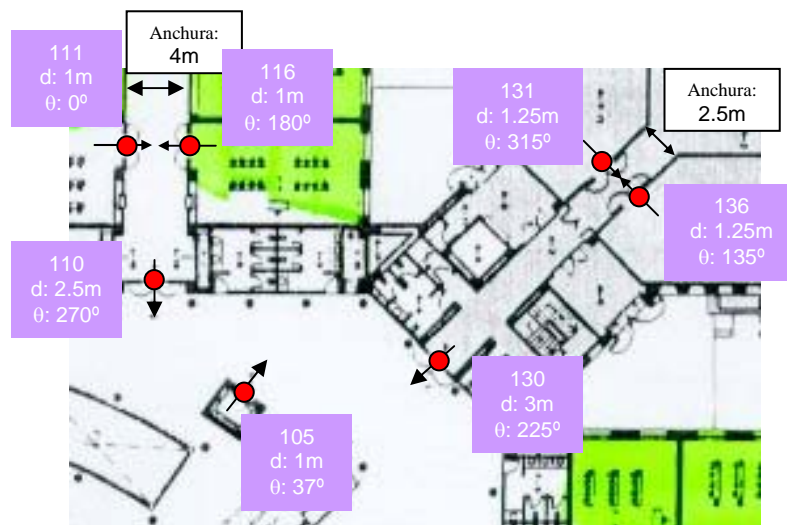 Anchura:
4m
111
d: 1m
θ: 0º
116
d: 1m
θ: 180º
131
d: 1.25m
θ: 315º
Anchura:
2.5m
136
d: 1.25m
θ: 135º
110
d: 2.5m
θ: 270º
130
d: 3m
θ: 225º
105
d: 1m
θ: 37º